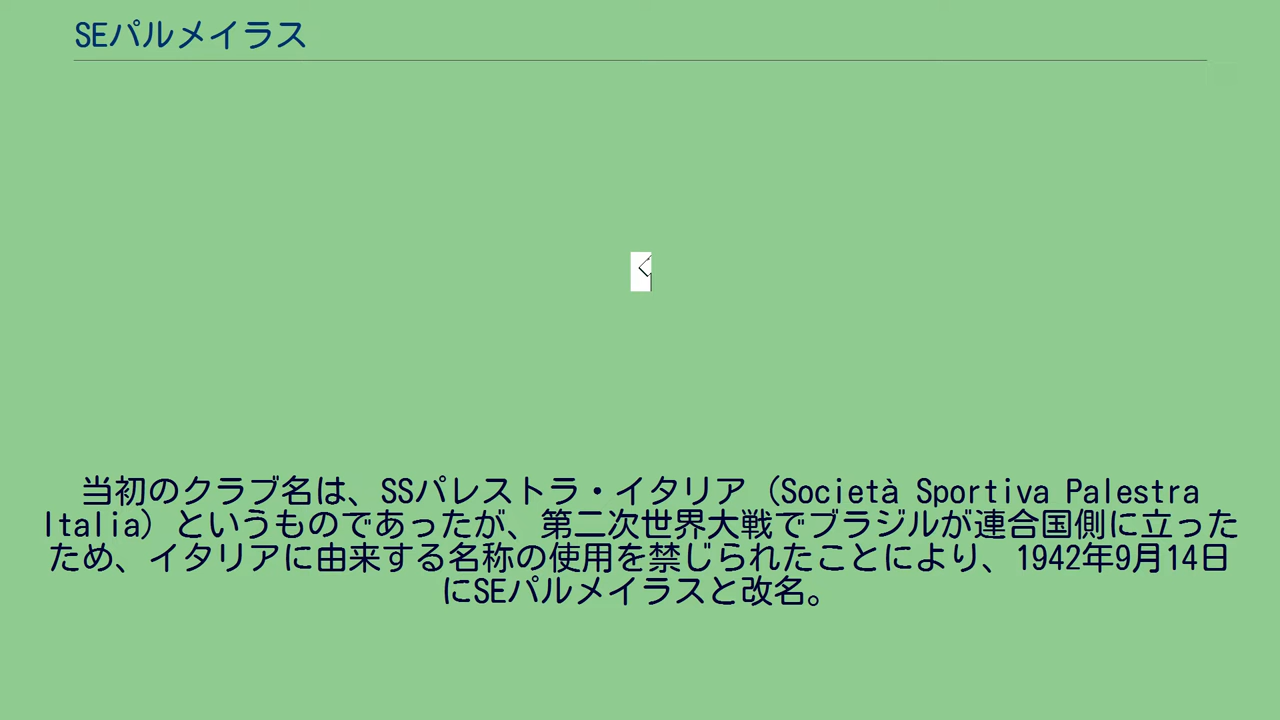 SEパルメイラス
当初のクラブ名は、SSパレストラ・イタリア（Società Sportiva Palestra
Italia）というものであったが、第二次世界大戦でブラジルが連合国側に立った
ため、イタリアに由来する名称の使用を禁じられたことにより、1942年9月14日
にSEパルメイラスと改名。